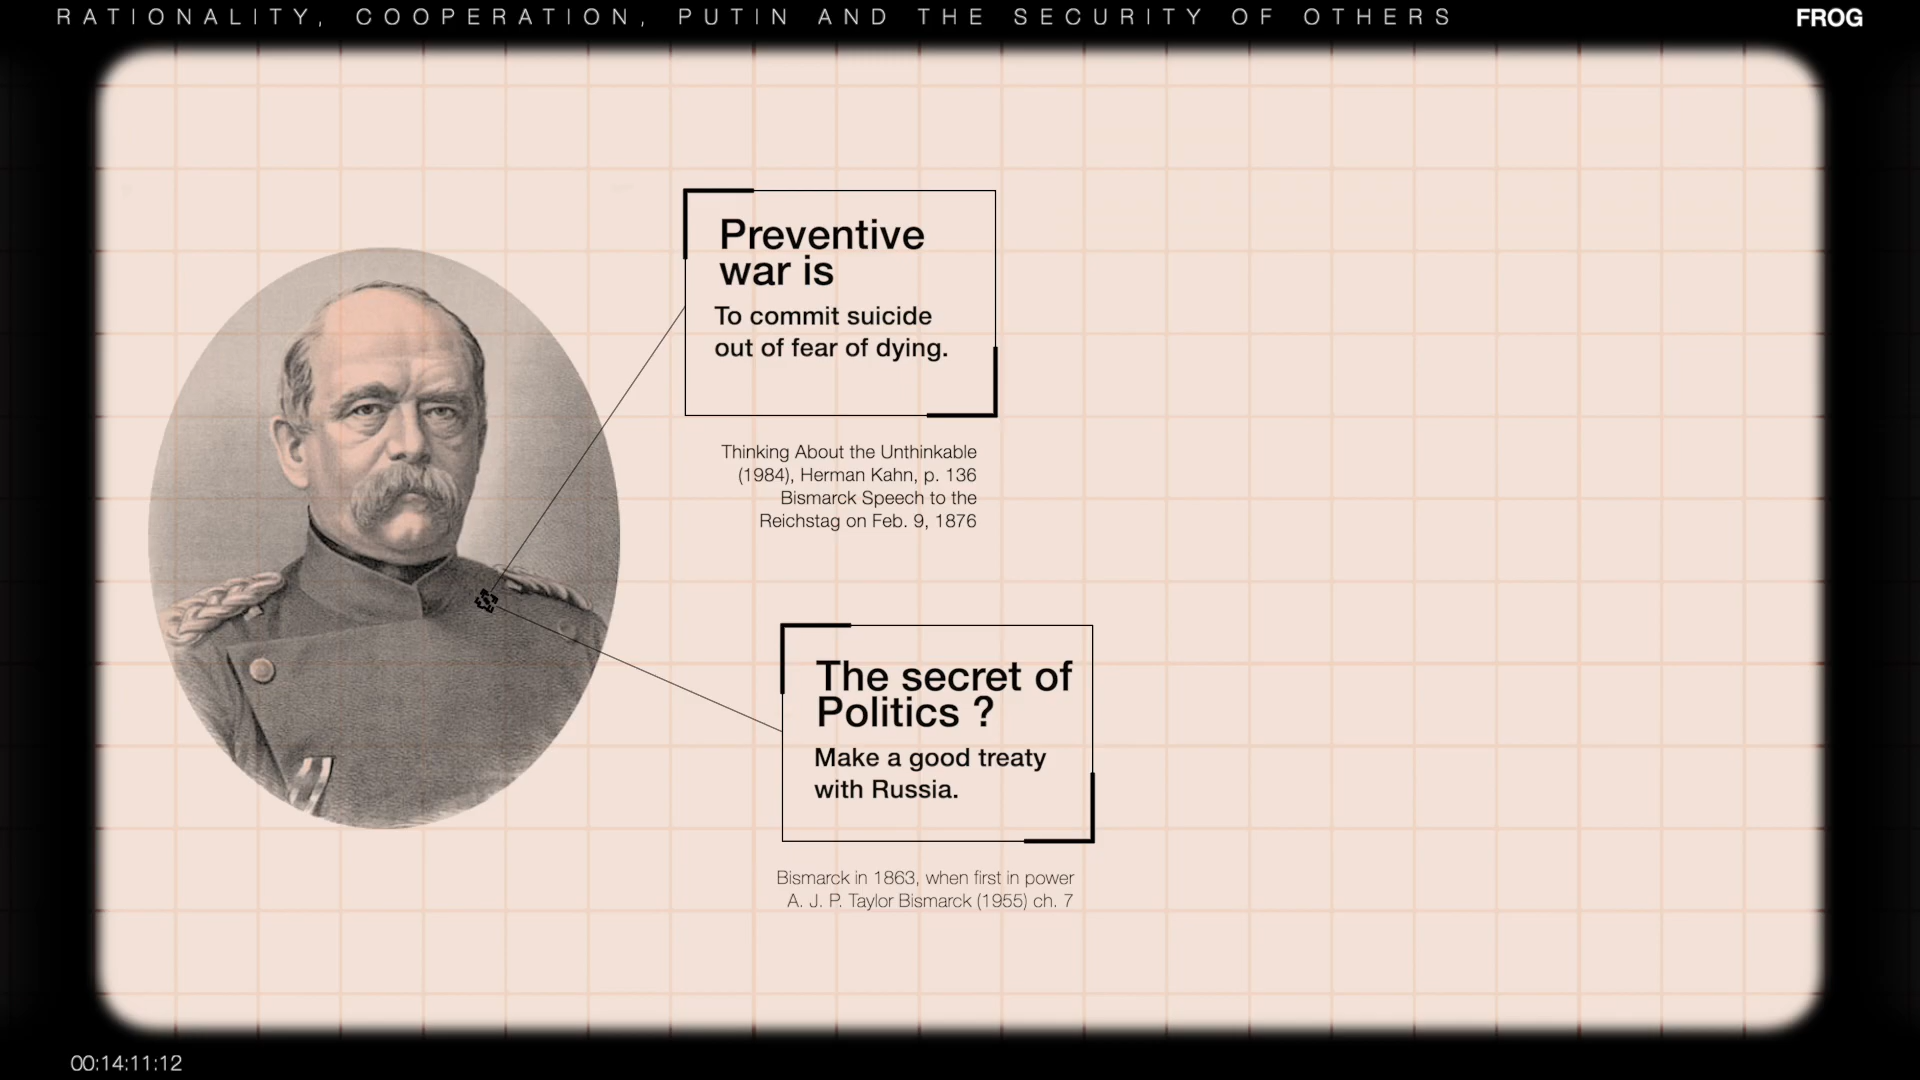 RATIONALITY, COOPERATION, PUTIN AND THE SECURITY OF OTHERS
FROG
Preventive
war is
To commit suicide
out of fear of dying.
Thinking About the Unthinkable
(1984), Herman Kahn, p. 136
Bismarck Speech to the
Reichstag on Feb. 9, 1876
The secret of
Politics ?
Make a good treaty
with Russia.
Bismarck in 1863, when first in power
A. J. P. Taylor Bismarck (1955) ch. 7
00:14:11:12